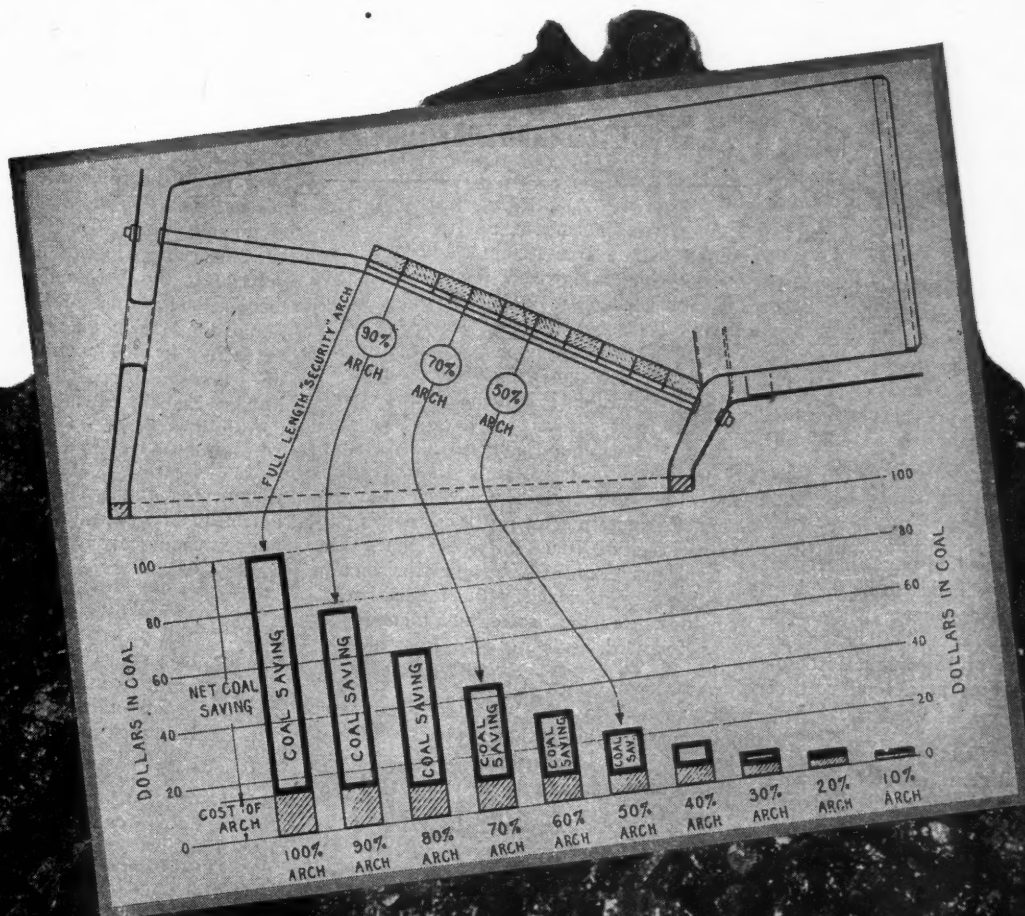 FULL LENGTH "SECURITY" ARCH
90%
ARCH
70%
ARCH
50%
ARCH
100
80
60
40
20
0
DOLLARS IN COAL
NET COAL
SAVING
COST OF
ARCH
COAL SAVING
COAL SAVING
COAL SAVING
COAL
SAVING
COAL
SAVING
COAL
SAV.
100%
ARCH
90%
ARCH
80%
ARCH
70%
ARCH
60%
ARCH
50%
ARCH
40%
ARCH
30%
ARCH
20%
ARCH
10%
ARCH
100
80
60
40
20
0
DOLLARS IN COAL